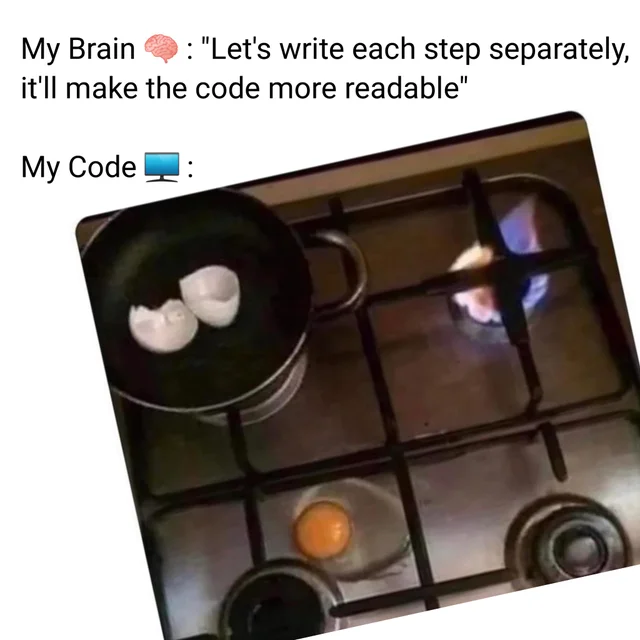 My Brain 🧠 : "Let's write each step separately,
it'll make the code more readable"
My Code 🖥️ :